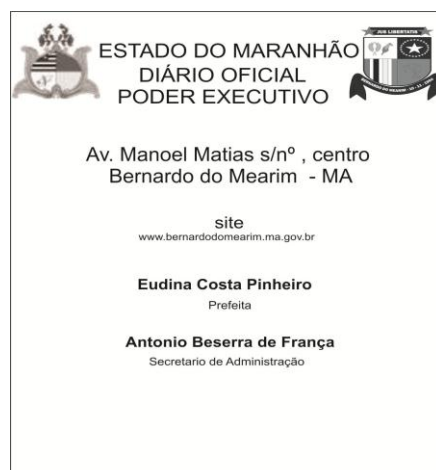 ESTADO DO MARANHÃO
DIÁRIO OFICIAL
PODER EXECUTIVO
JUS LIBERTATIS
Av. Manoel Matias s/nº , centro
Bernardo do Mearim - MA
site
www.bernardodomearim.ma.gov.br
Eudina Costa Pinheiro
Prefeita
Antonio Beserra de França
Secretario de Administração